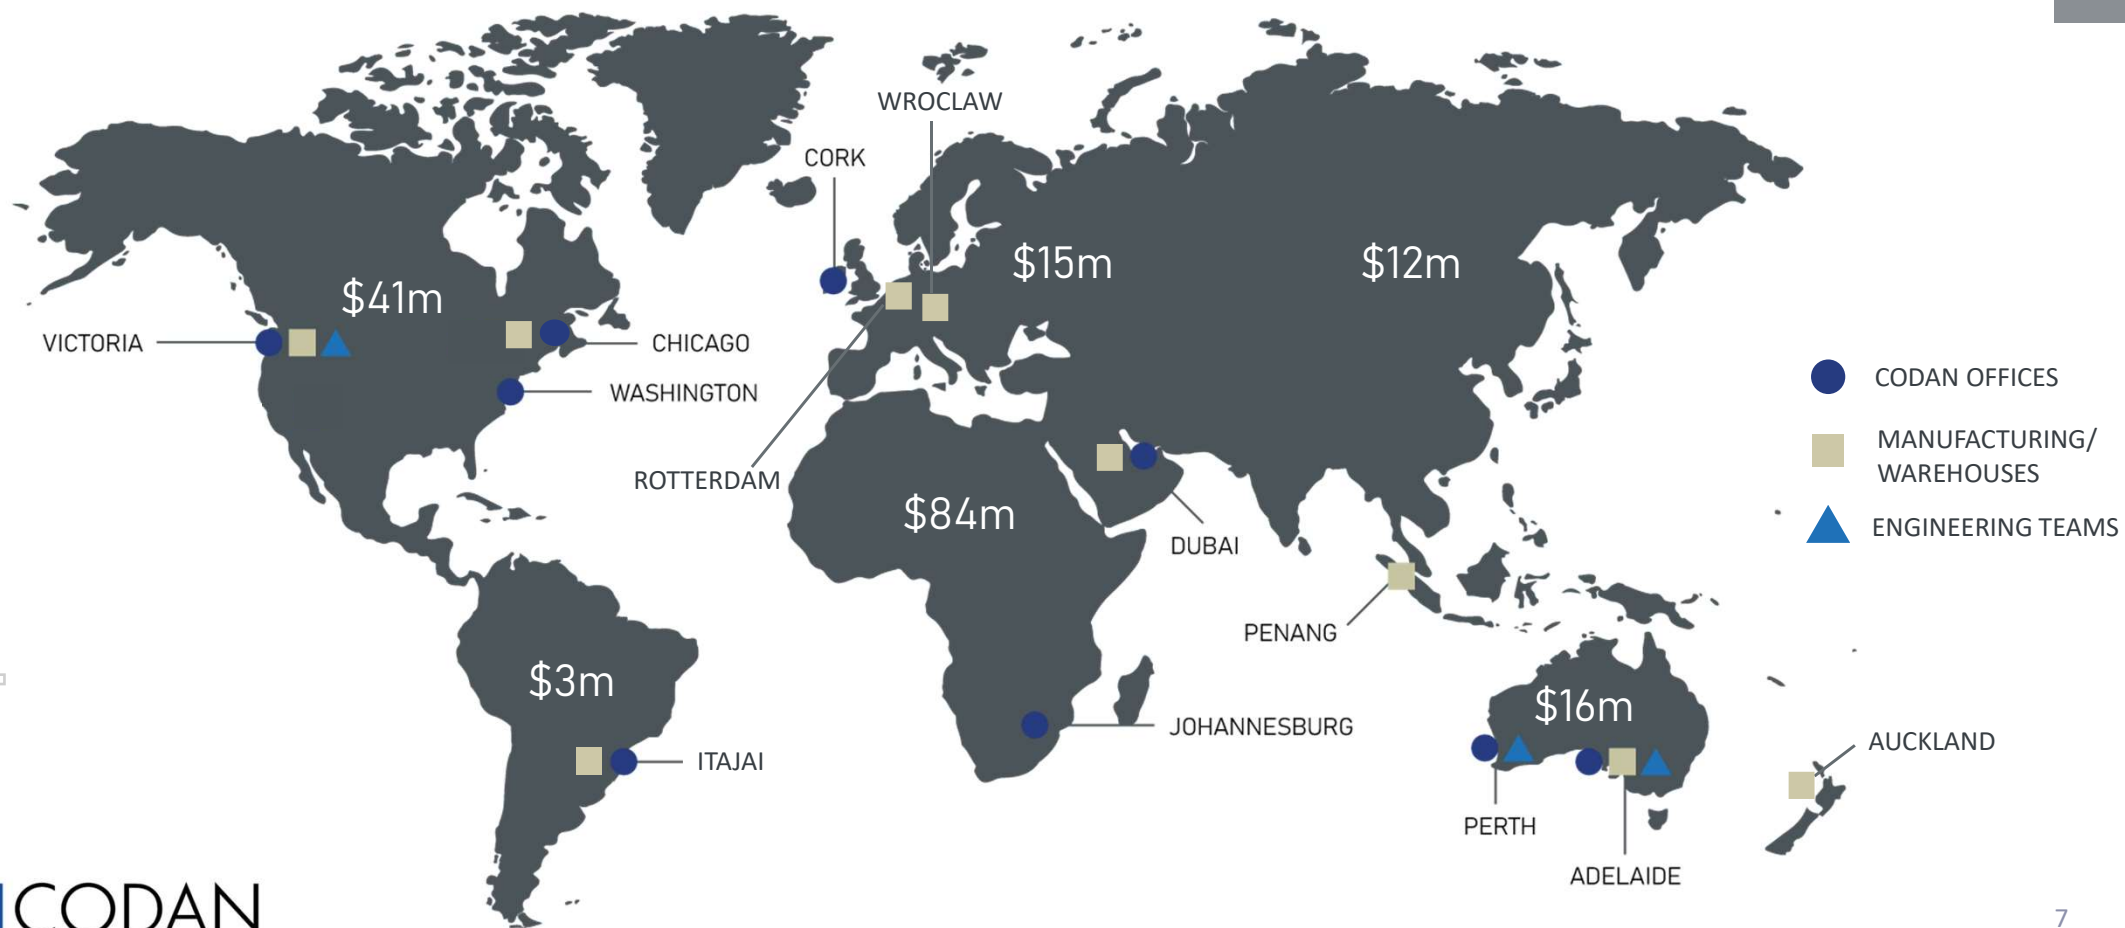 WROCLAW
CORK
$15m
$12m
$41m
VICTORIA
CHICAGO
WASHINGTON
ROTTERDAM
$84m
DUBAI
PENANG
$3m
$16m
JOHANNESBURG
ITAJAI
AUCKLAND
PERTH
ADELAIDE
CODAN OFFICES
MANUFACTURING/
WAREHOUSES
ENGINEERING TEAMS
CODAN
7